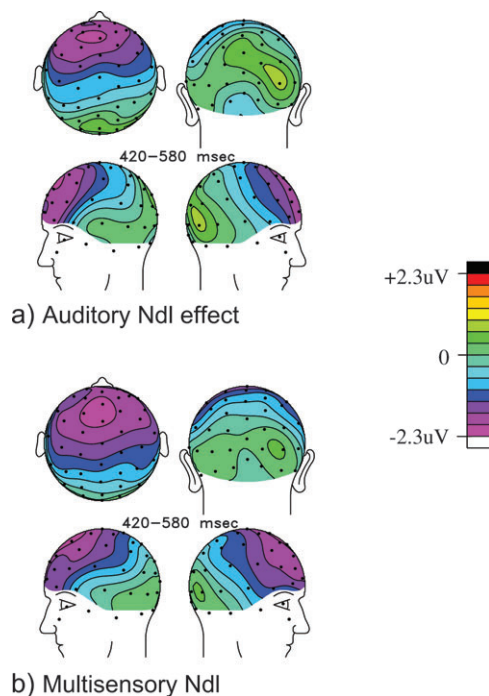 420–580 msec
a) Auditory Ndl effect
+2.3uV
0
-2.3uV
420–580 msec
b) Multisensory Ndl